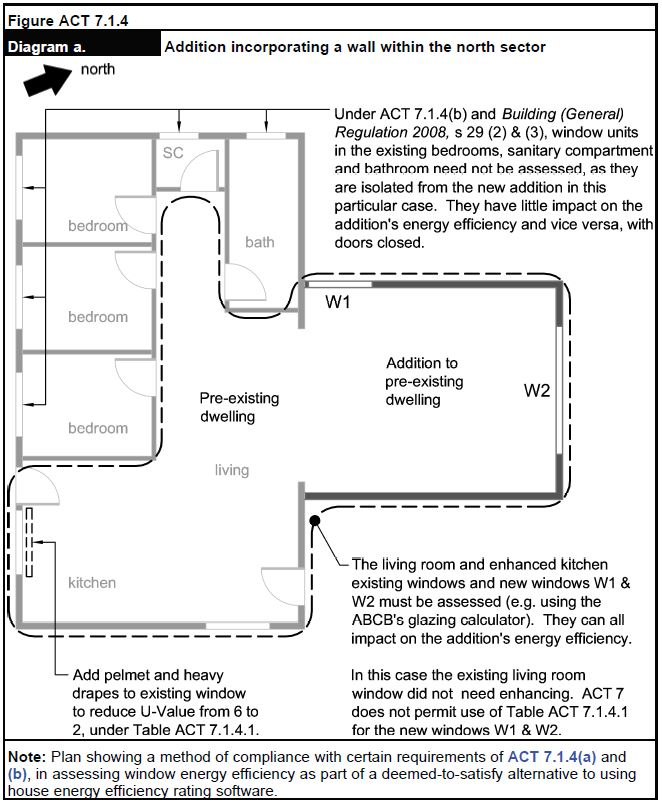 Figure ACT 7.1.4
Diagram a. Addition incorporating a wall within the north sector
north
Under ACT 7.1.4(b) and Building (General)
Regulation 2008, s 29 (2) & (3), window units
in the existing bedrooms, sanitary compartment
and bathroom need not be assessed, as they
are isolated from the new addition in this
particular case. They have little impact on the
addition's energy efficiency and vice versa, with
doors closed.
SC
bedroom
bath
bedroom
W1
Addition to
pre-existing
dwelling
W2
Pre-existing
dwelling
bedroom
living
kitchen
The living room and enhanced kitchen
existing windows and new windows W1 &
W2 must be assessed (e.g. using the
ABCB's glazing calculator). They can all
impact on the addition's energy efficiency.
Add pelmet and heavy
drapes to existing window
to reduce U-Value from 6 to
2, under Table ACT 7.1.4.1.
In this case the existing living room
window did not need enhancing. ACT 7
does not permit use of Table ACT 7.1.4.1
for the new windows W1 & W2.
Note: Plan showing a method of compliance with certain requirements of ACT 7.1.4(a) and
(b), in assessing window energy efficiency as part of a deemed-to-satisfy alternative to using
house energy efficiency rating software.